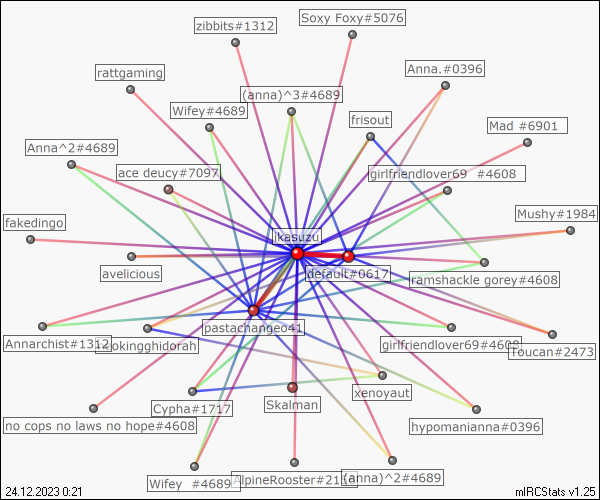 Soxy Foxy#5076
zibbits#1312
rattgaming
Anna.#0396
(anna)^3#4689
Wifey#4689
frisout
Mad #6901
Anna^2#4689
ace deucy#7097
girlfriendlover69 #4608
Mushy#1984
fakedingo
ikasuzu
avelicious
default#0617
ramshackle gorey#4608
pastachangeo41
Annarchist#1312
girlfriendlover69#4608
Toucan#2473
Cypha#1717
Skalman
xenoyaut
no cops no laws no hope#4608
hypomanianna#0396
Wifey #4689
(anna)^2#4689
24.12.2023 0:21
mIRCStats v1.25